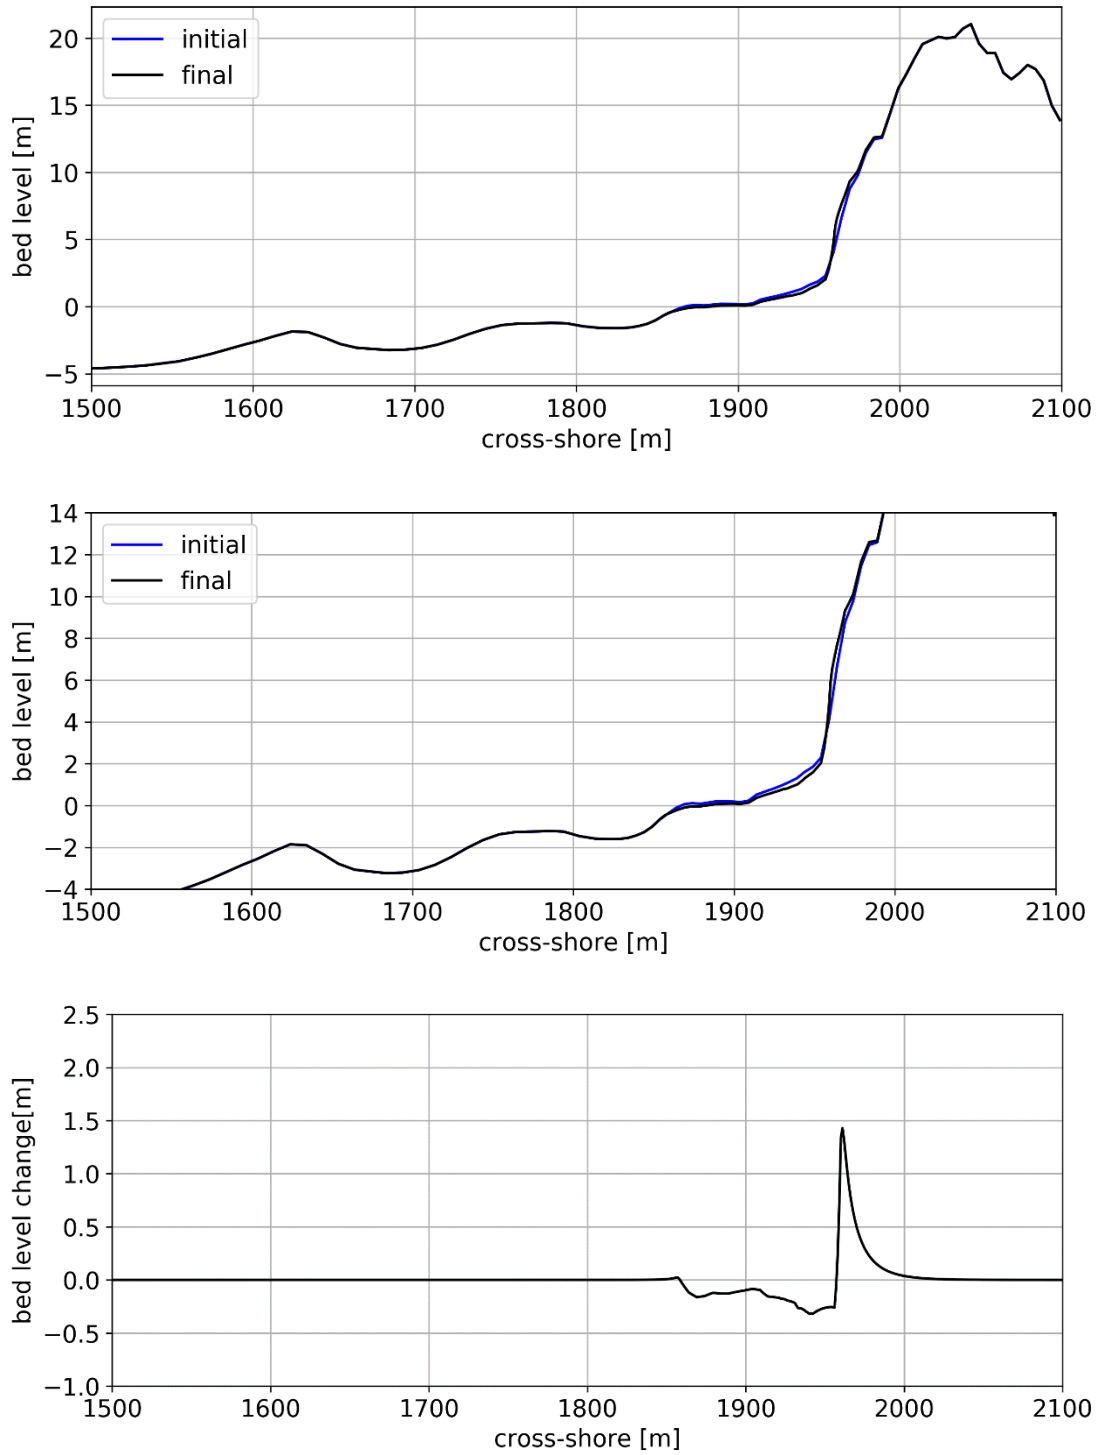 initial
final
20
15
10
5
0
−5
bed level [m]
1500 1600 1700 1800 1900 2000 2100
cross-shore [m]
initial
final
14
12
10
8
6
4
2
0
−2
−4
bed level [m]
1500 1600 1700 1800 1900 2000 2100
cross-shore [m]
2.5
2.0
1.5
1.0
0.5
0.0
−0.5
−1.0
bed level change[m]
1500 1600 1700 1800 1900 2000 2100
cross-shore [m]